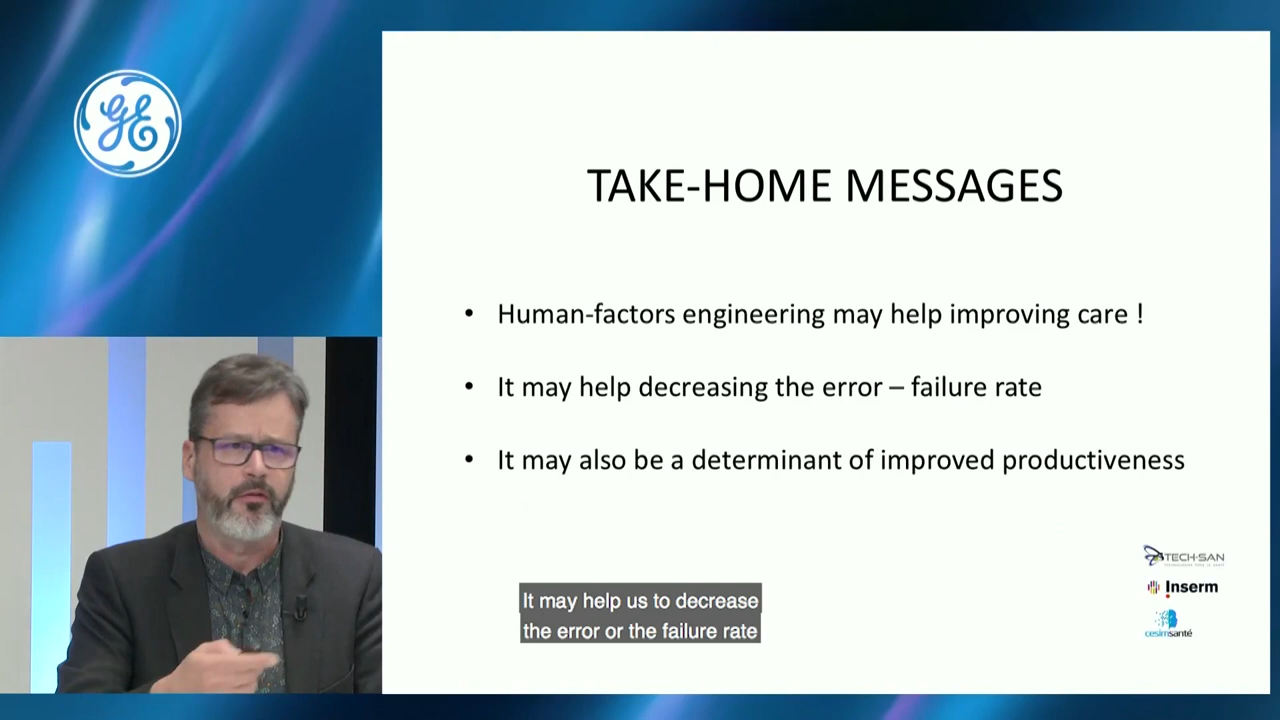 GE
TAKE-HOME MESSAGES
• Human-factors engineering may help improving care !
• It may help decreasing the error – failure rate
• It may also be a determinant of improved productiveness
TECH-SAN
Inserm
cesimsanté
It may help us to decrease
the error or the failure rate